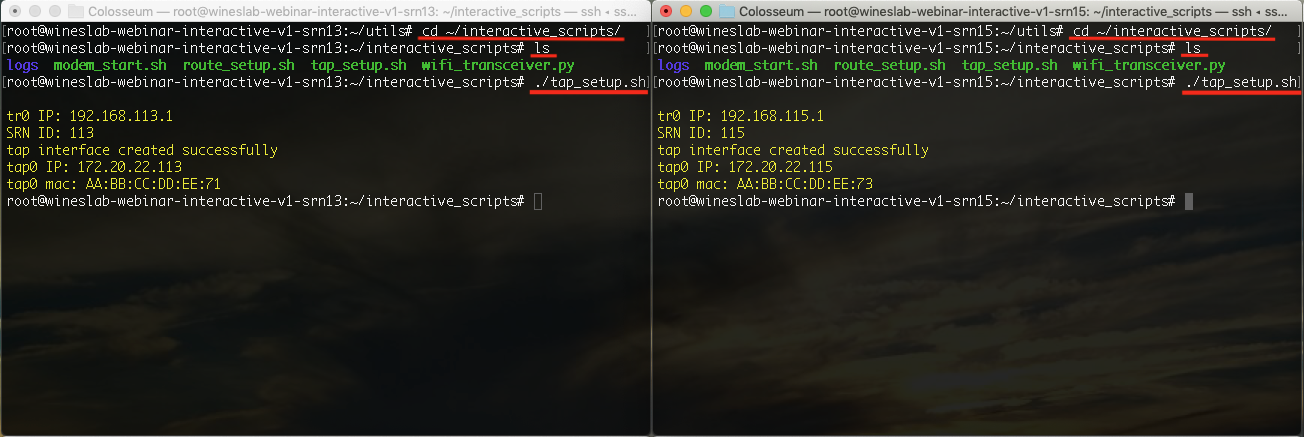 Colosseum — root@wineslab-webinar-interactive-v1-srn13: ~/interactive_scripts — ssh ◂ ss...
[root@wineslab-webinar-interactive-v1-srn13:~/utils# cd ~/interactive_scripts/ ]
[root@wineslab-webinar-interactive-v1-srn13:~/interactive_scripts# ls ]
logs modem_start.sh route_setup.sh tap_setup.sh wifi_transceiver.py
[root@wineslab-webinar-interactive-v1-srn13:~/interactive_scripts# ./tap_setup.sh]
tr0 IP: 192.168.113.1
SRN ID: 113
tap interface created successfully
tap0 IP: 172.20.22.113
tap0 mac: AA:BB:CC:DD:EE:71
root@wineslab-webinar-interactive-v1-srn13:~/interactive_scripts#
Colosseum — root@wineslab-webinar-interactive-v1-srn15: ~/interactive_scripts — ssh ◂ ss...
[root@wineslab-webinar-interactive-v1-srn15:~/utils# cd ~/interactive_scripts/ ]
[root@wineslab-webinar-interactive-v1-srn15:~/interactive_scripts# ls ]
logs modem_start.sh route_setup.sh tap_setup.sh wifi_transceiver.py
[root@wineslab-webinar-interactive-v1-srn15:~/interactive_scripts# ./tap_setup.sh]
tr0 IP: 192.168.115.1
SRN ID: 115
tap interface created successfully
tap0 IP: 172.20.22.115
tap0 mac: AA:BB:CC:DD:EE:73
root@wineslab-webinar-interactive-v1-srn15:~/interactive_scripts#